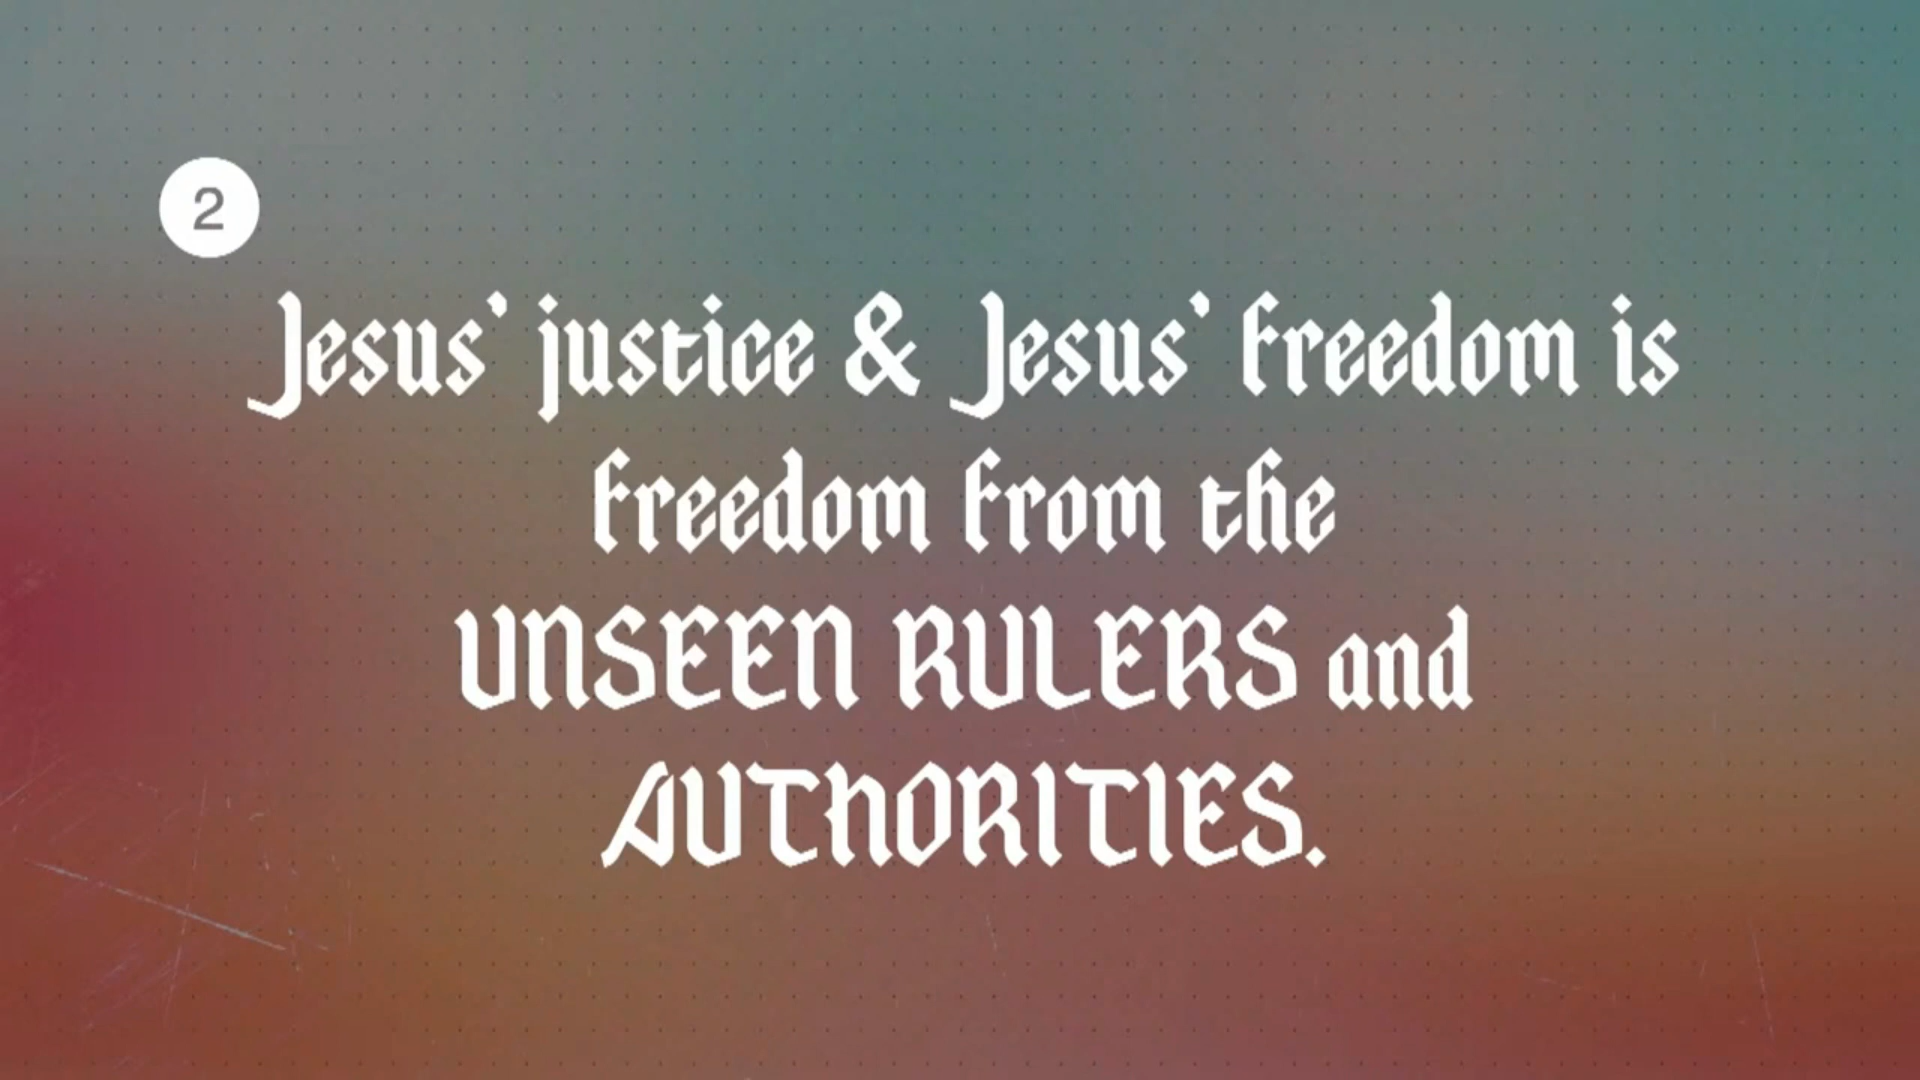 2
Jesus' justice & Jesus' freedom is
freedom from the
UNSEEN RULERS and
AUTHORITIES.